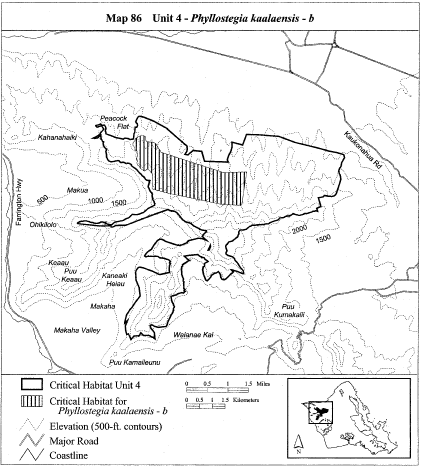 Map 86 Unit 4 - Phyllostegia kaalaensis - b
Peacock
Flat
Kahanahaiki
Kaukonahua Rd
Makua
500
1000
1500
Farrington Hwy
Ohikilolo
2000
1500
Keaau
Puu
Keaau
Kaneaki
Heiau
Makaha
Puu
Kumakalii
Makaha Valley
Waianae Kai
Puu Kamaileunu
Critical Habitat Unit 4
Critical Habitat for
Phyllostegia kaalaensis - b
Elevation (500-ft. contours)
Major Road
Coastline
0 0.5 1 1.5 Miles
0 0.5 1 1.5 Kilometers
N